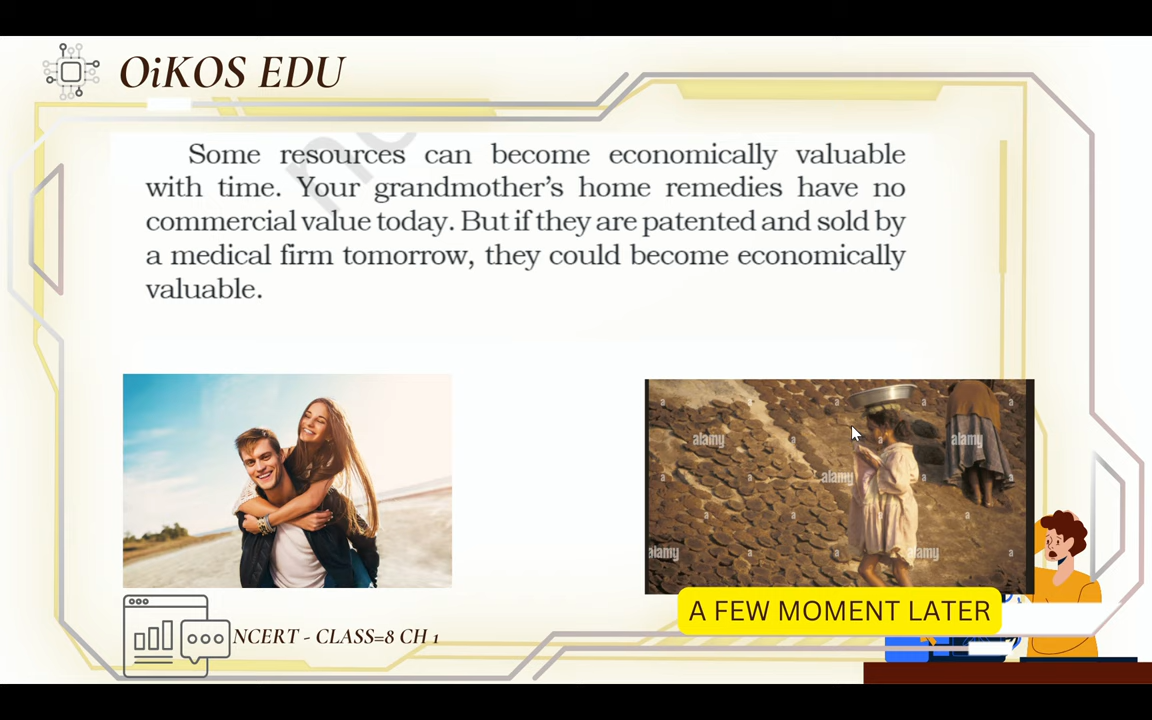 OiKOS EDU
Some resources can become economically valuable
with time. Your grandmother's home remedies have no
commercial value today. But if they are patented and sold by
a medical firm tomorrow, they could become economically
valuable.
a a a
alamy a a alamy
a alamy a a
a a a
alamy a a alamy a
A FEW MOMENT LATER
NCERT - CLASS=8 CH 1